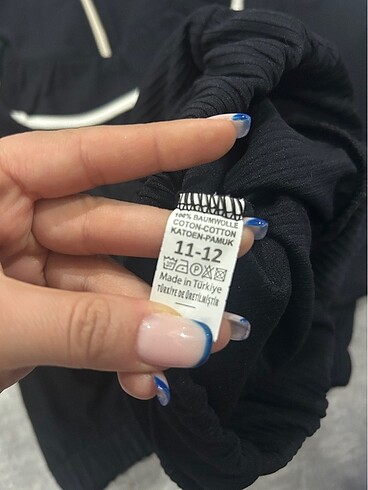 100% BAUMWOLLE
COTON-COTTON
KATOEN-PAMUK
11-12
Made in Türkiye
TÜRKİYE DE ÜRETİLMİŞTİR